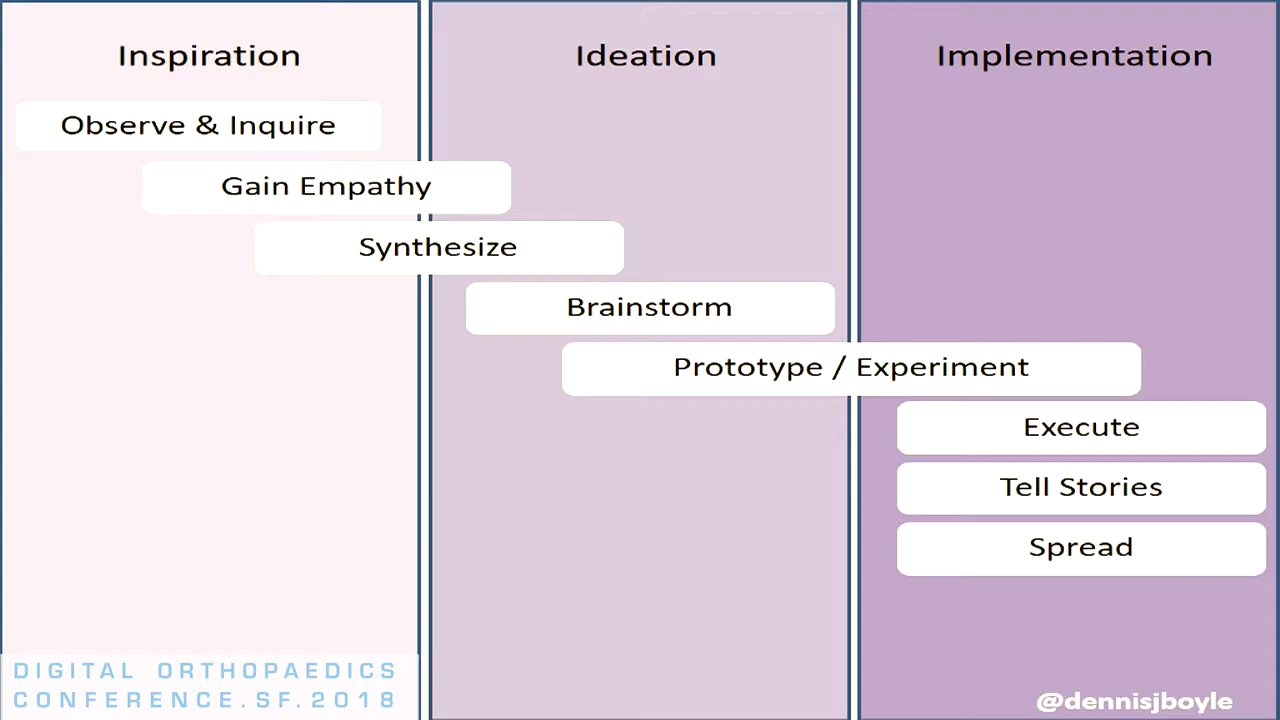 Inspiration
Ideation
Implementation
Observe & Inquire
Gain Empathy
Synthesize
Brainstorm
Prototype / Experiment
Execute
Tell Stories
Spread
DIGITAL ORTHOPAEDICS
CONFERENCE.SF.2018
@dennisjboyle